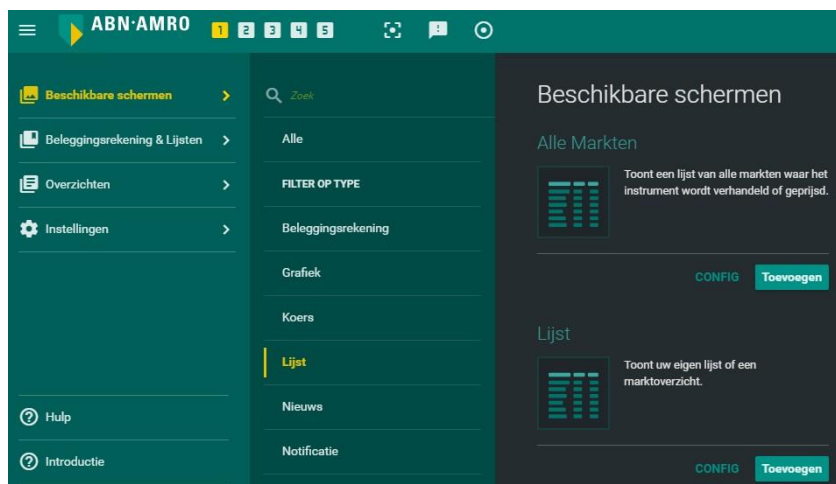 ABN·AMRO
1 2 3 4 5
Beschikbare schermen
Beleggingsrekening & Lijsten
Overzichten
Instellingen
Hulp
Introductie
Zoek
Alle
FILTER OP TYPE
Beleggingsrekening
Grafiek
Koers
Lijst
Nieuws
Notificatie
Beschikbare schermen
Alle Markten
Toont een lijst van alle markten waar het
instrument wordt verhandeld of geprijsd.
CONFIG Toevoegen
Lijst
Toont uw eigen lijst of een
marktoverzicht.
CONFIG Toevoegen